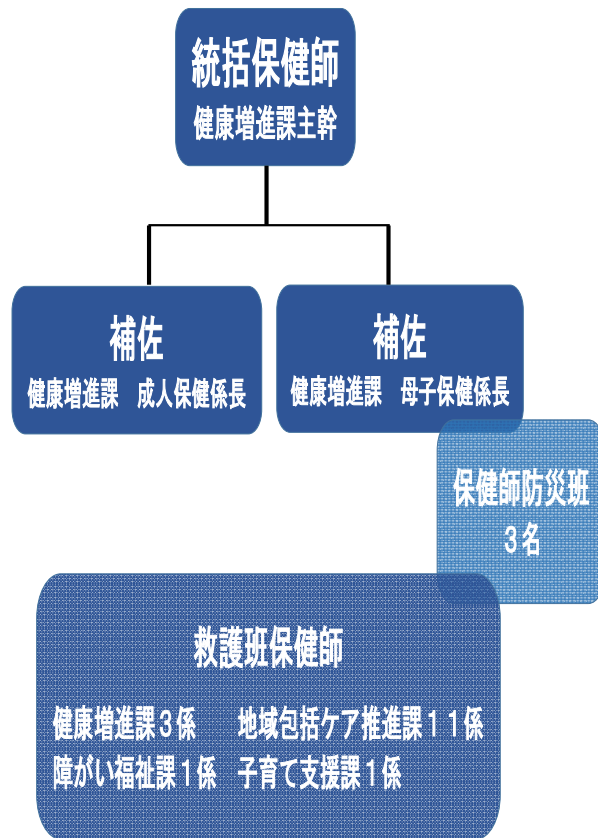 統括保健師
健康増進課主幹
補佐
健康増進課　成人保健係長
補佐
健康増進課　母子保健係長
保健師防災班
３名
救護班保健師
健康増進課３係　地域包括ケア推進課１１係
障がい福祉課１係　子育て支援課１係